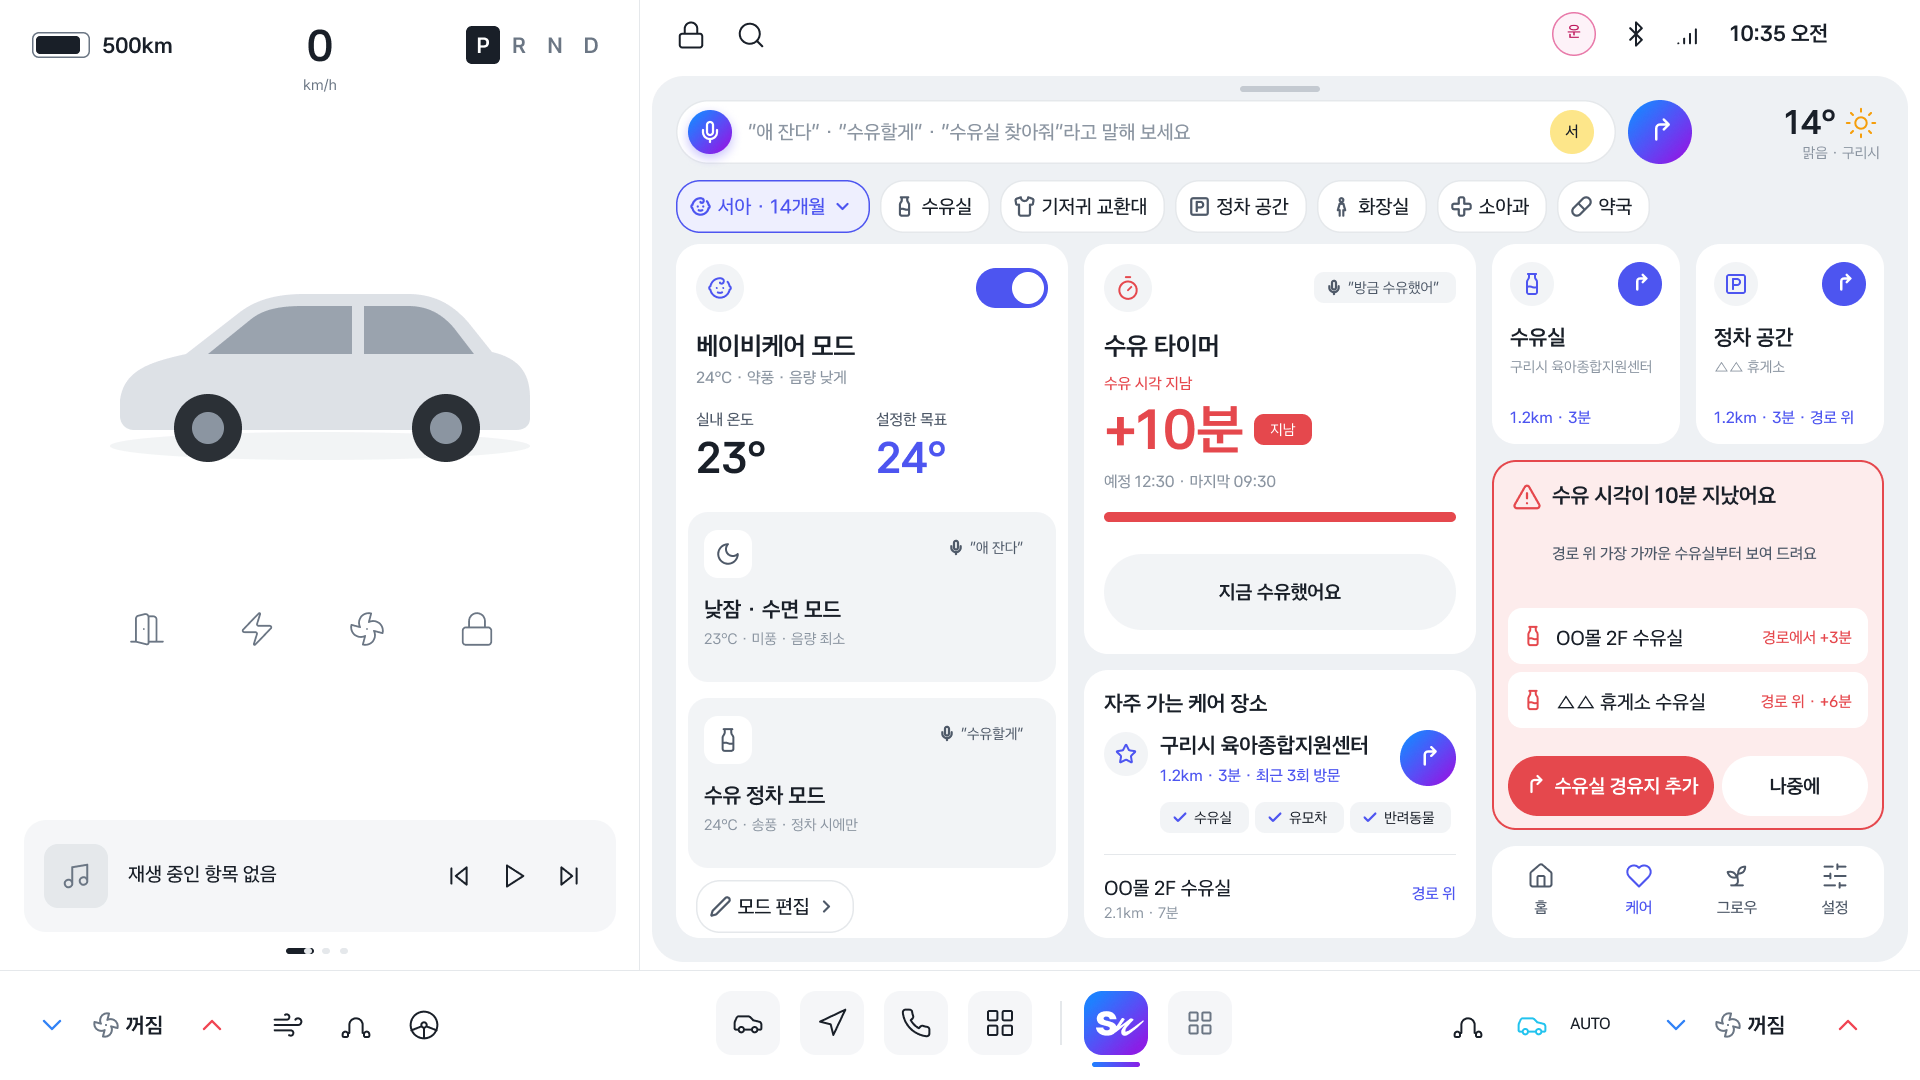 500km
0
km/h
P R N D
운
10:35 오전
"애 잔다" · "수유할게" · "수유실 찾아줘"라고 말해 보세요
서
14°
맑음 · 구리시
서아 · 14개월
수유실
기저귀 교환대
정차 공간
화장실
소아과
약국
베이비케어 모드
24°C · 약풍 · 음량 낮게
실내 온도
설정한 목표
23°
24°
"애 잔다"
낮잠 · 수면 모드
23°C · 미풍 · 음량 최소
"수유할게"
수유 정차 모드
24°C · 송풍 · 정차 시에만
모드 편집
"방금 수유했어"
수유 타이머
수유 시각 지남
+10분
지남
예정 12:30 · 마지막 09:30
지금 수유했어요
자주 가는 케어 장소
구리시 육아종합지원센터
1.2km · 3분 · 최근 3회 방문
수유실
유모차
반려동물
OO몰 2F 수유실
2.1km · 7분
경로 위
수유실
구리시 육아종합지원센터
1.2km · 3분
정차 공간
△△ 휴게소
1.2km · 3분 · 경로 위
수유 시각이 10분 지났어요
경로 위 가장 가까운 수유실부터 보여 드려요
OO몰 2F 수유실
경로에서 +3분
△△ 휴게소 수유실
경로 위 · +6분
수유실 경유지 추가
나중에
홈
케어
그로우
설정
재생 중인 항목 없음
꺼짐
Su
AUTO
꺼짐